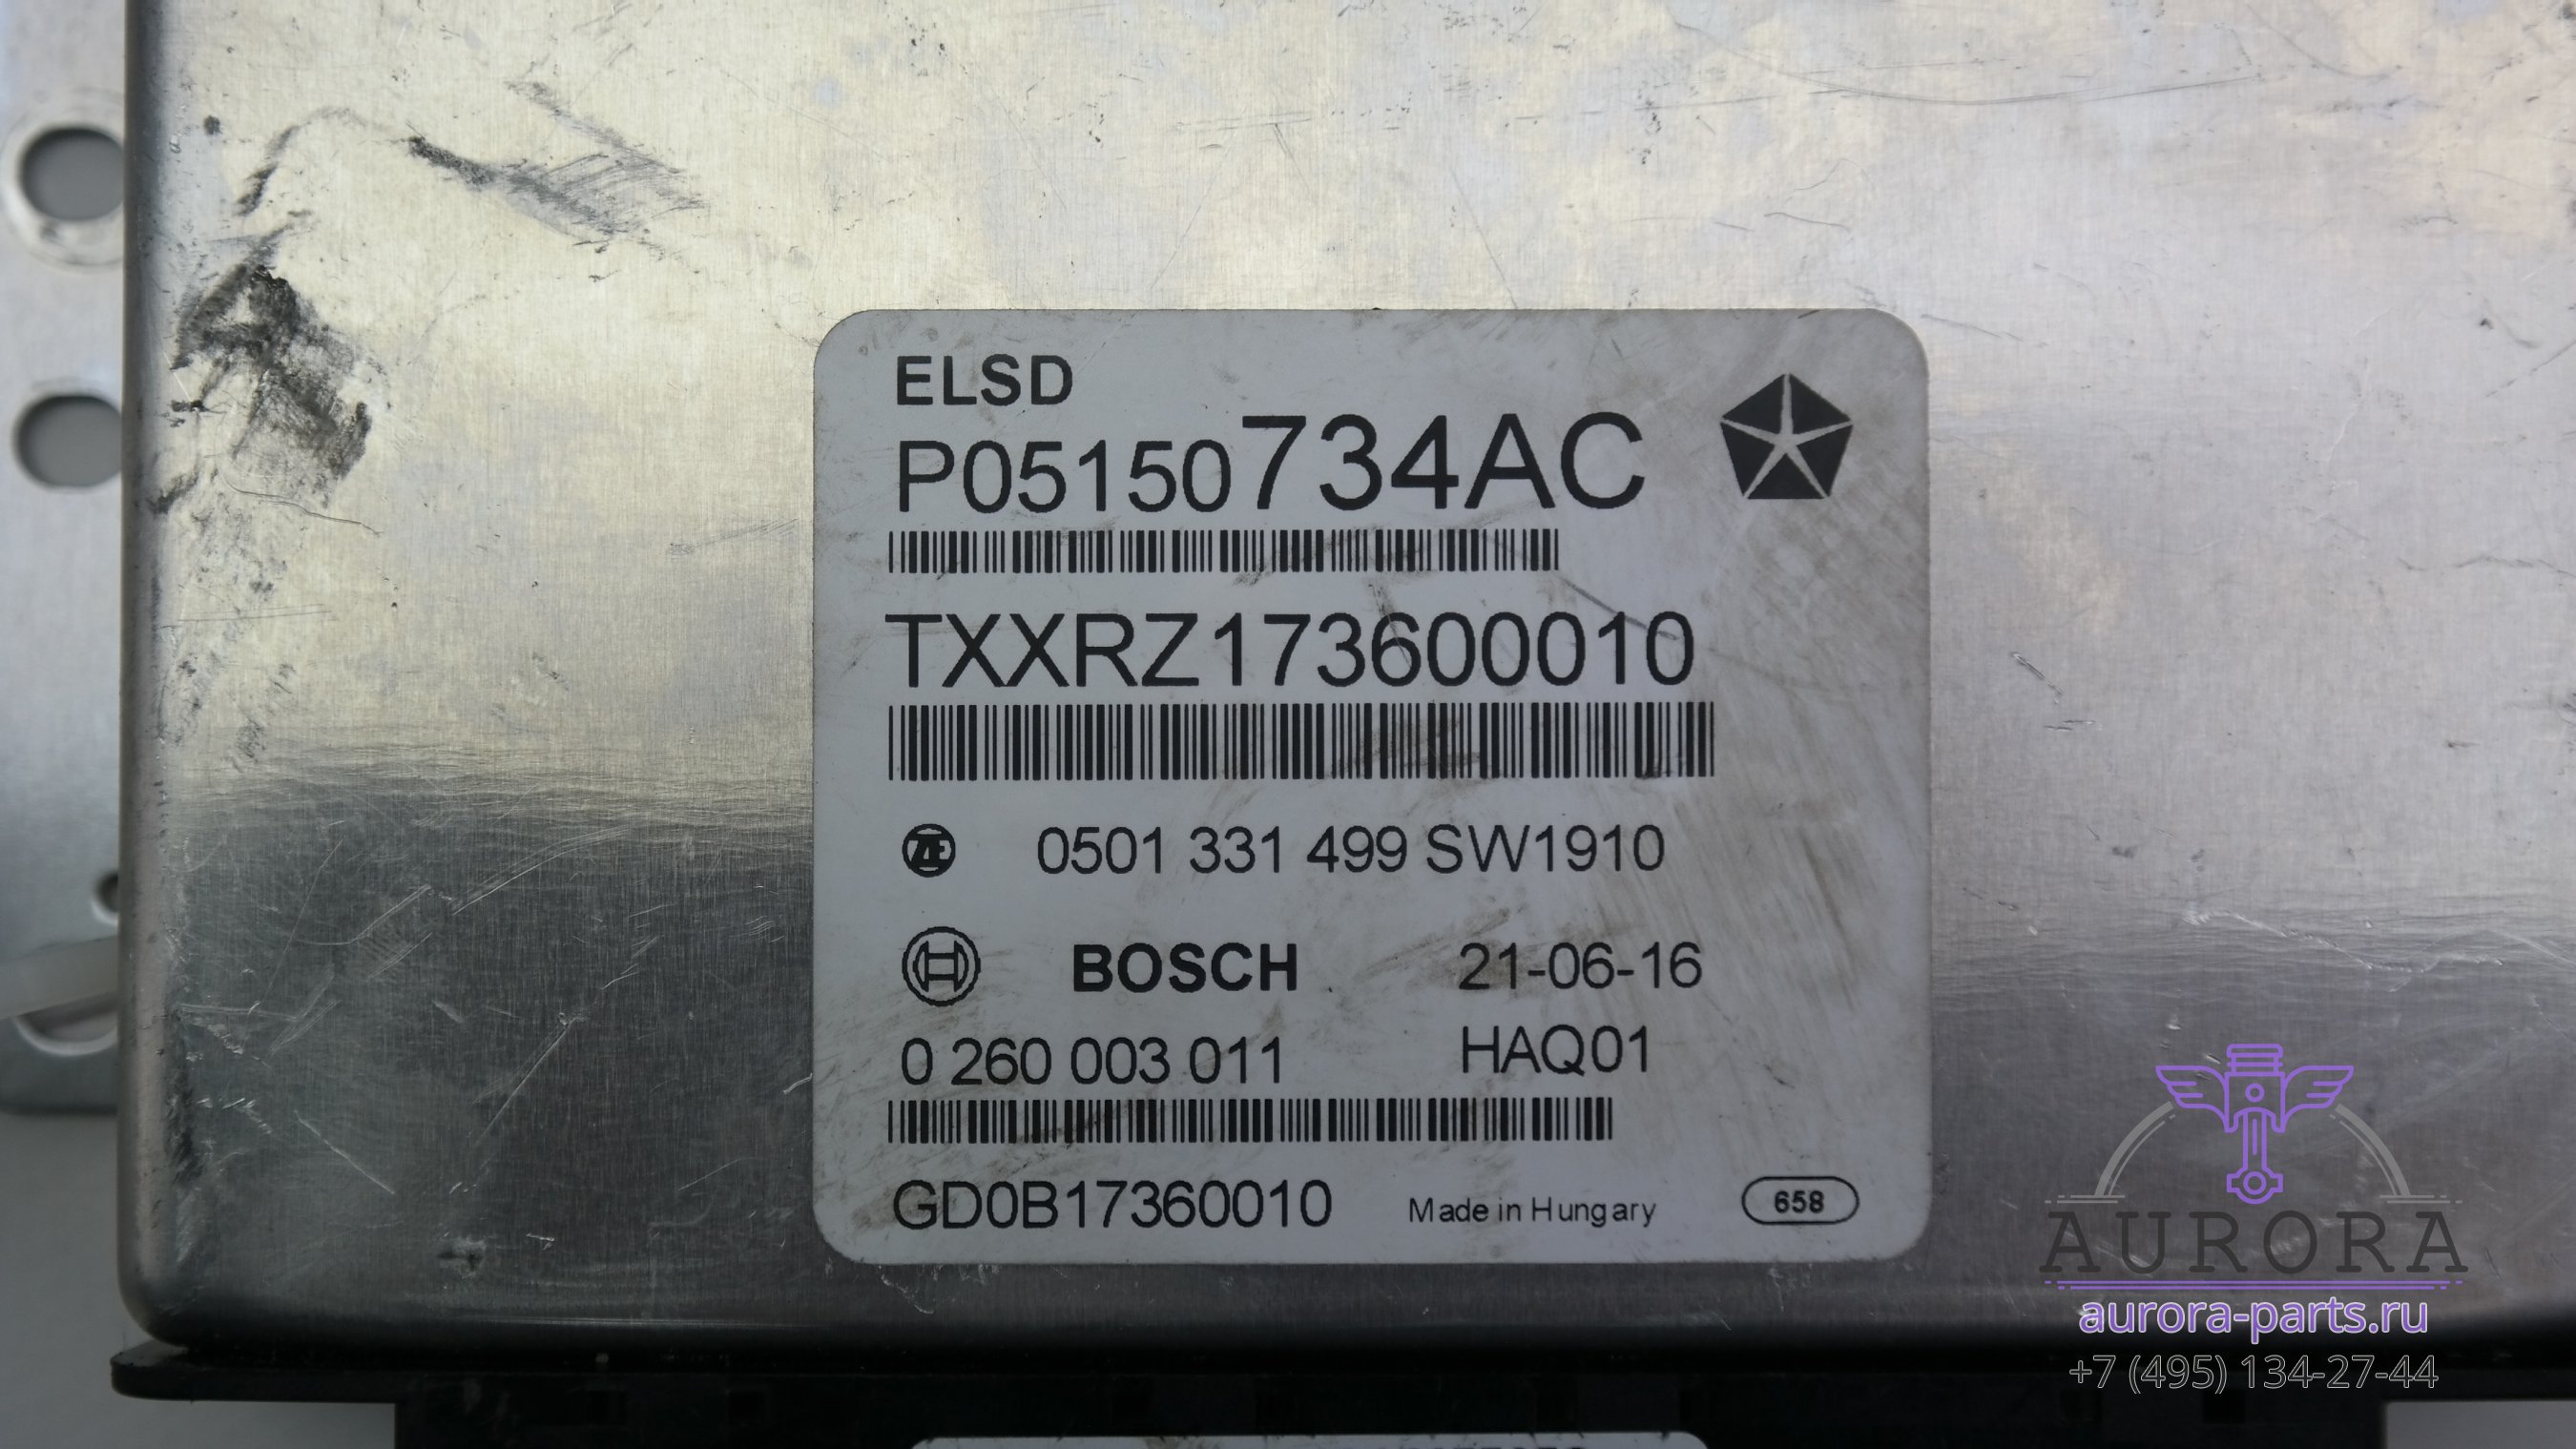 ELSD
P05150734AC
TXXRZ173600010
ZF 0501 331 499 SW1910
BOSCH 21-06-16
0 260 003 011 HAQ01
GD0B17360010 Made in Hungary 658
AURORA
aurora-parts.ru
+7 (495) 134-27-44